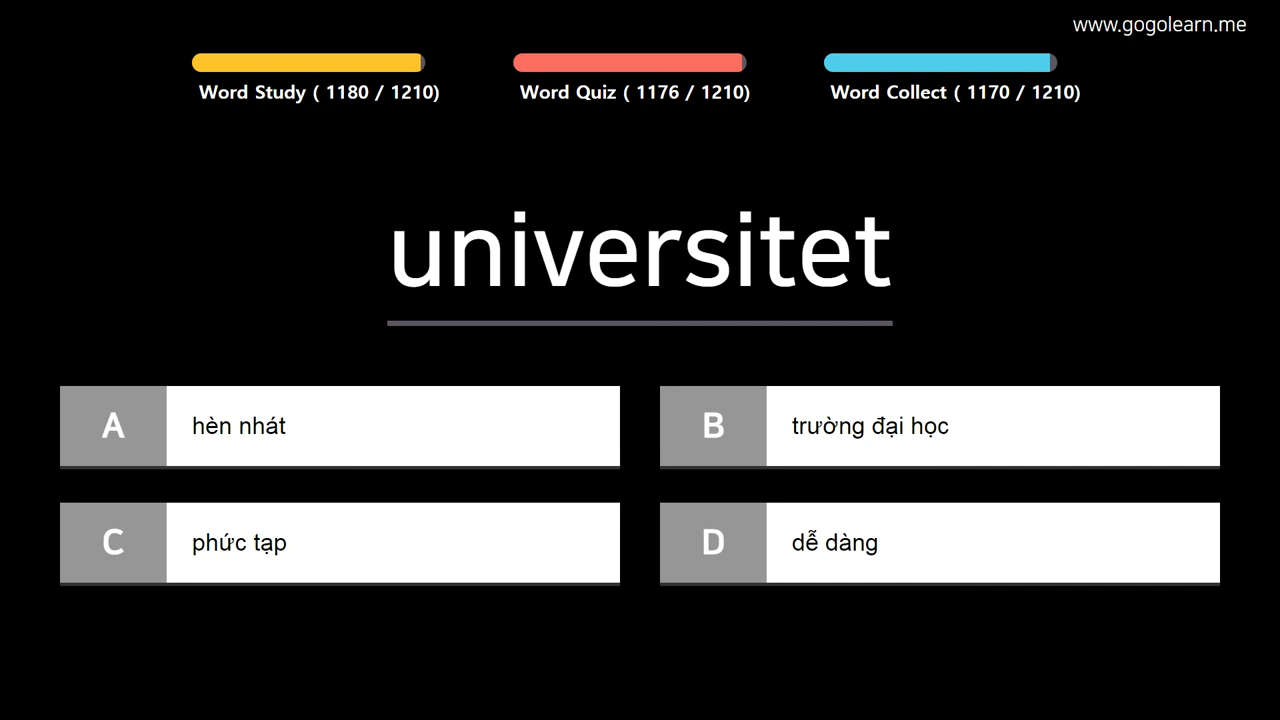 www.gogolearn.me
Word Study ( 1180 / 1210)
Word Quiz ( 1176 / 1210)
Word Collect ( 1170 / 1210)
universitet
A hèn nhát
B trường đại học
C phức tạp
D dễ dàng